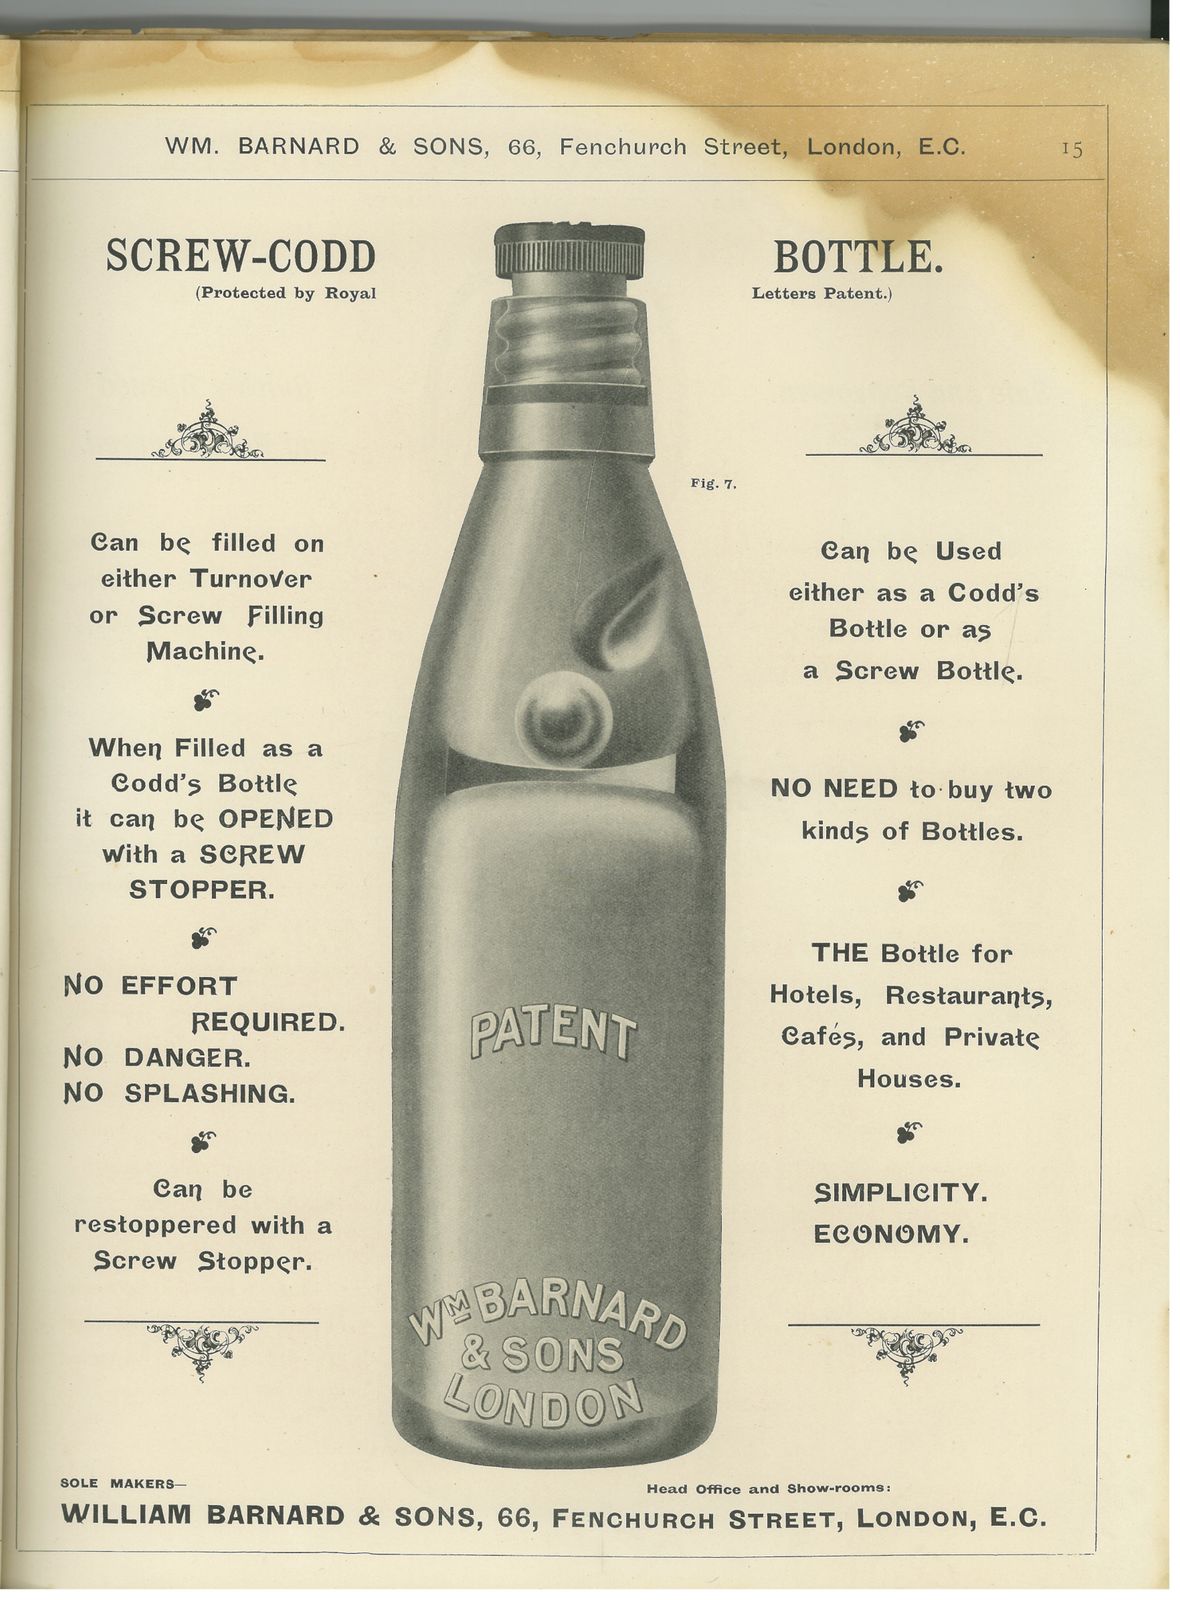 WM. BARNARD & SONS, 66, Fenchurch Street, London, E.C. 15
SCREW-CODD BOTTLE.
(Protected by Royal Letters Patent.)
Fig. 7.
Can be filled on
either Turnover
or Screw Filling
Machine.
When Filled as a
Codd's Bottle
it can be OPENED
with a SCREW
STOPPER.
NO EFFORT
REQUIRED.
NO DANGER.
NO SPLASHING.
Can be
restoppered with a
Screw Stopper.
PATENT
WM BARNARD
& SONS
LONDON
Can be Used
either as a Codd's
Bottle or as
a Screw Bottle.
NO NEED to buy two
kinds of Bottles.
THE Bottle for
Hotels, Restaurants,
Cafés, and Private
Houses.
SIMPLICITY.
ECONOMY.
SOLE MAKERS—
Head Office and Show-rooms:
WILLIAM BARNARD & SONS, 66, FENCHURCH STREET, LONDON, E.C.